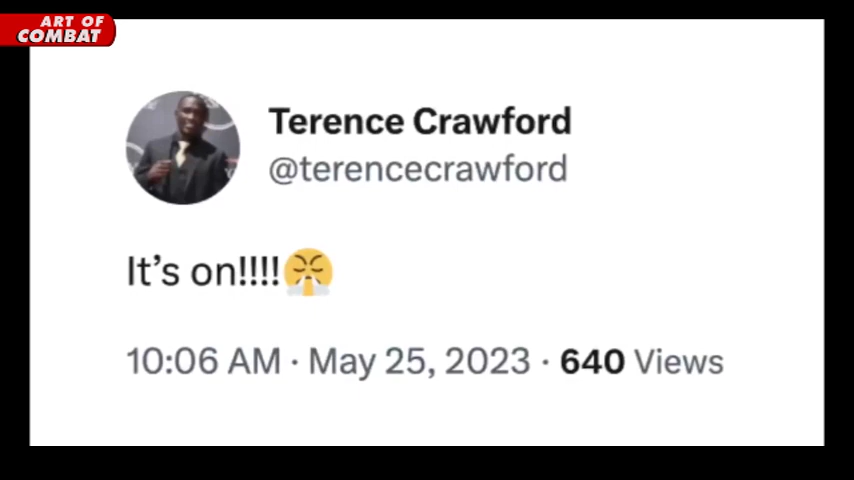 ART OF
COMBAT
Terence Crawford
@terencecrawford
It's on!!!!😤
10:06 AM · May 25, 2023 · 640 Views